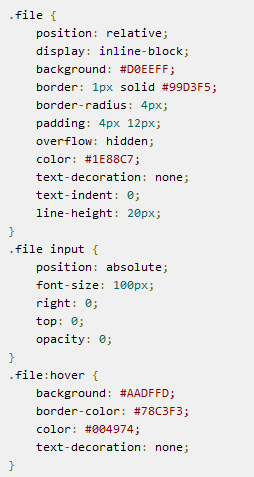 .file {
    position: relative;
    display: inline-block;
    background: #D0EEFF;
    border: 1px solid #99D3F5;
    border-radius: 4px;
    padding: 4px 12px;
    overflow: hidden;
    color: #1E88C7;
    text-decoration: none;
    text-indent: 0;
    line-height: 20px;
}
.file input {
    position: absolute;
    font-size: 100px;
    right: 0;
    top: 0;
    opacity: 0;
}
.file:hover {
    background: #AADFFD;
    border-color: #78C3F3;
    color: #004974;
    text-decoration: none;
}